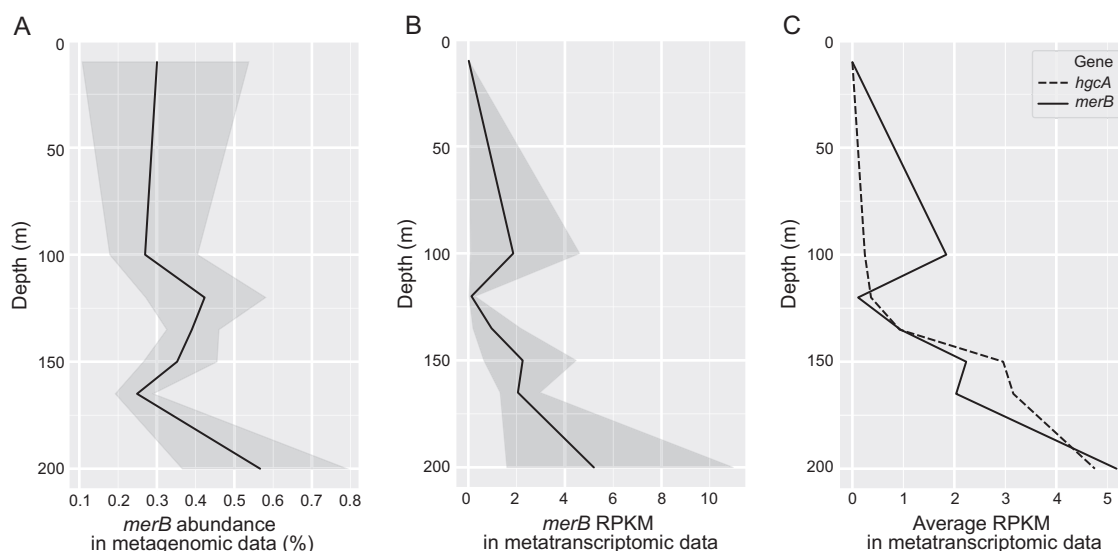 A
0
50
100
150
200
Depth (m)
0.1 0.2 0.3 0.4 0.5 0.6 0.7 0.8
merB abundance
in metagenomic data (%)
B
0
50
100
150
200
Depth (m)
0 2 4 6 8 10
merB RPKM
in metatranscriptomic data
C
0
50
100
150
200
Depth (m)
Gene
hgcA
merB
0 1 2 3 4 5
Average RPKM
in metatranscriptomic data